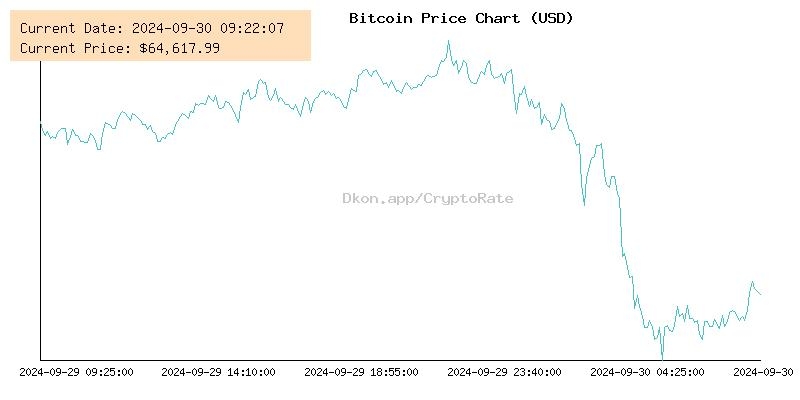 Bitcoin Price Chart (USD)
Current Date: 2024-09-30 09:22:07
Current Price: $64,617.99
Dkon.app/CryptoRate
2024-09-29 09:25:00 2024-09-29 14:10:00 2024-09-29 18:55:00 2024-09-29 23:40:00 2024-09-30 04:25:00 2024-09-30